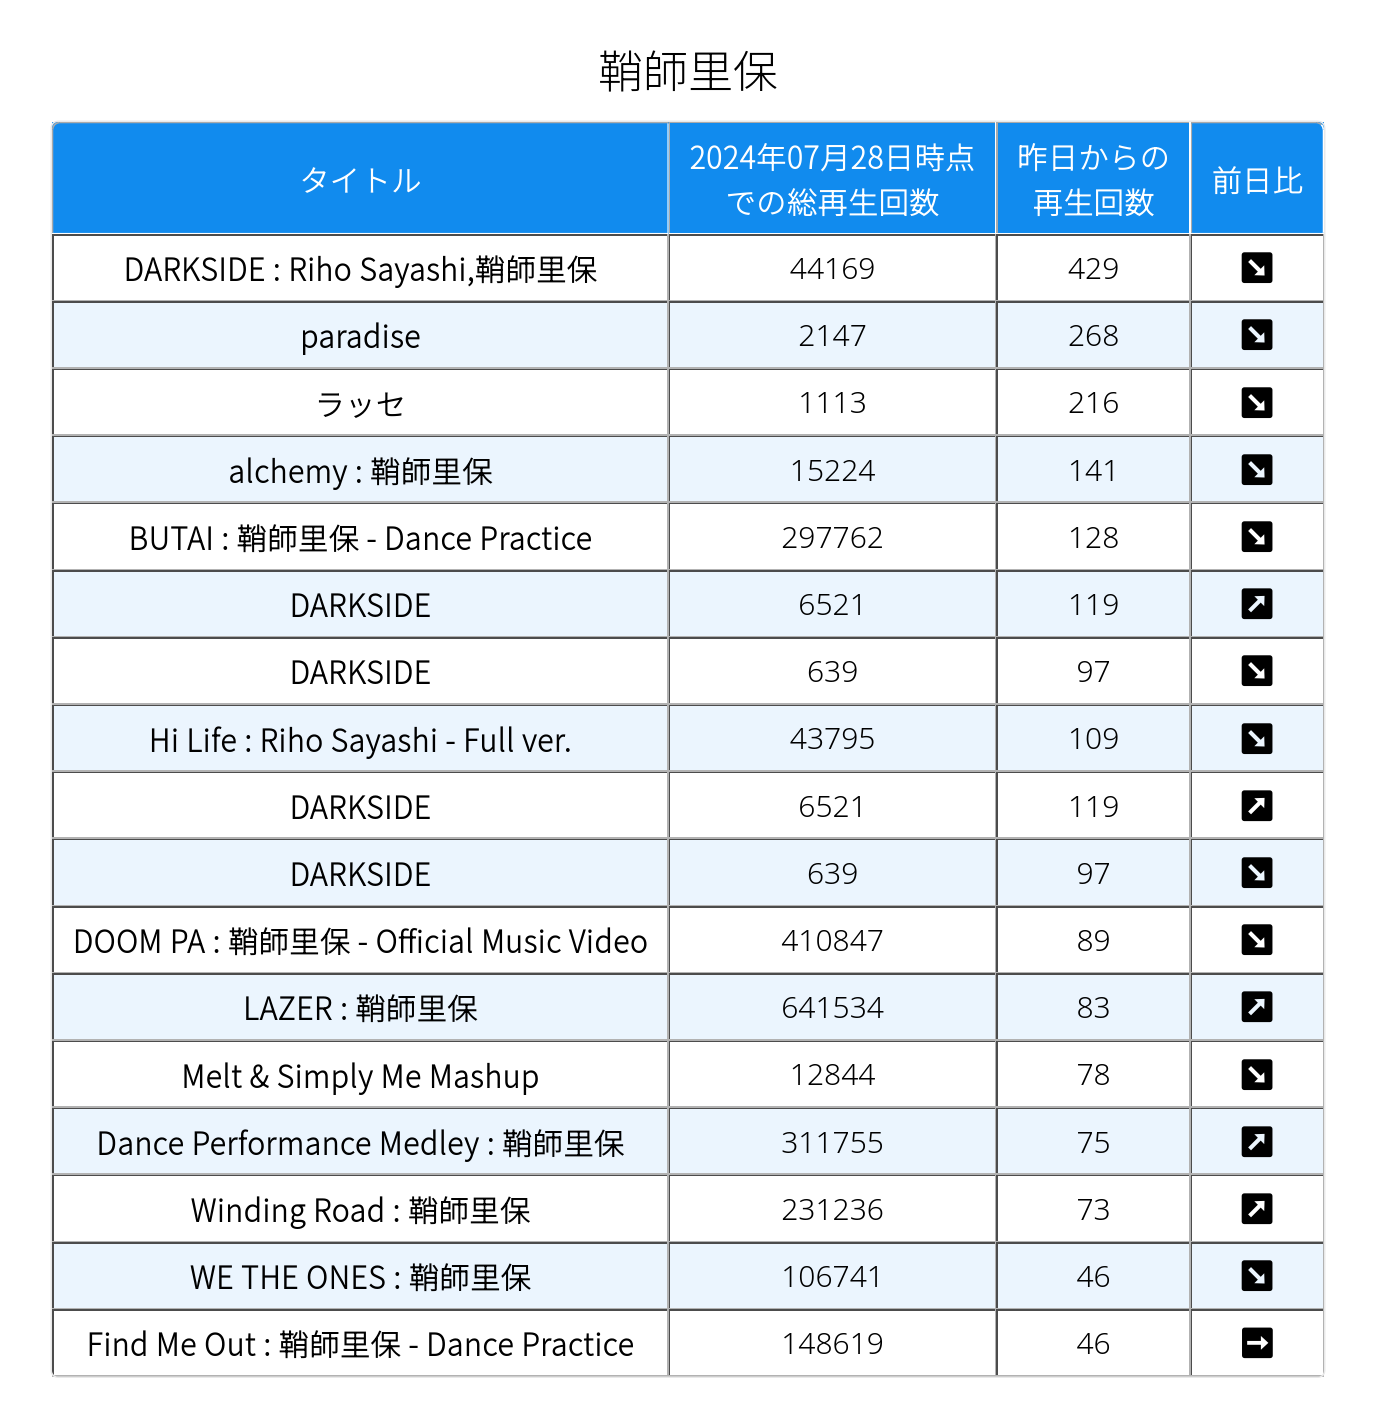 鞘師里保
タイトル 2024年07月28日時点での総再生回数 昨日からの再生回数 前日比
DARKSIDE : Riho Sayashi,鞘師里保 44169 429 ↘
paradise 2147 268 ↘
ラッセ 1113 216 ↘
alchemy : 鞘師里保 15224 141 ↘
BUTAI : 鞘師里保 - Dance Practice 297762 128 ↘
DARKSIDE 6521 119 ↗
DARKSIDE 639 97 ↘
Hi Life : Riho Sayashi - Full ver. 43795 109 ↘
DARKSIDE 6521 119 ↗
DARKSIDE 639 97 ↘
DOOM PA : 鞘師里保 - Official Music Video 410847 89 ↘
LAZER : 鞘師里保 641534 83 ↗
Melt & Simply Me Mashup 12844 78 ↘
Dance Performance Medley : 鞘師里保 311755 75 ↗
Winding Road : 鞘師里保 231236 73 ↗
WE THE ONES : 鞘師里保 106741 46 ↘
Find Me Out : 鞘師里保 - Dance Practice 148619 46 →